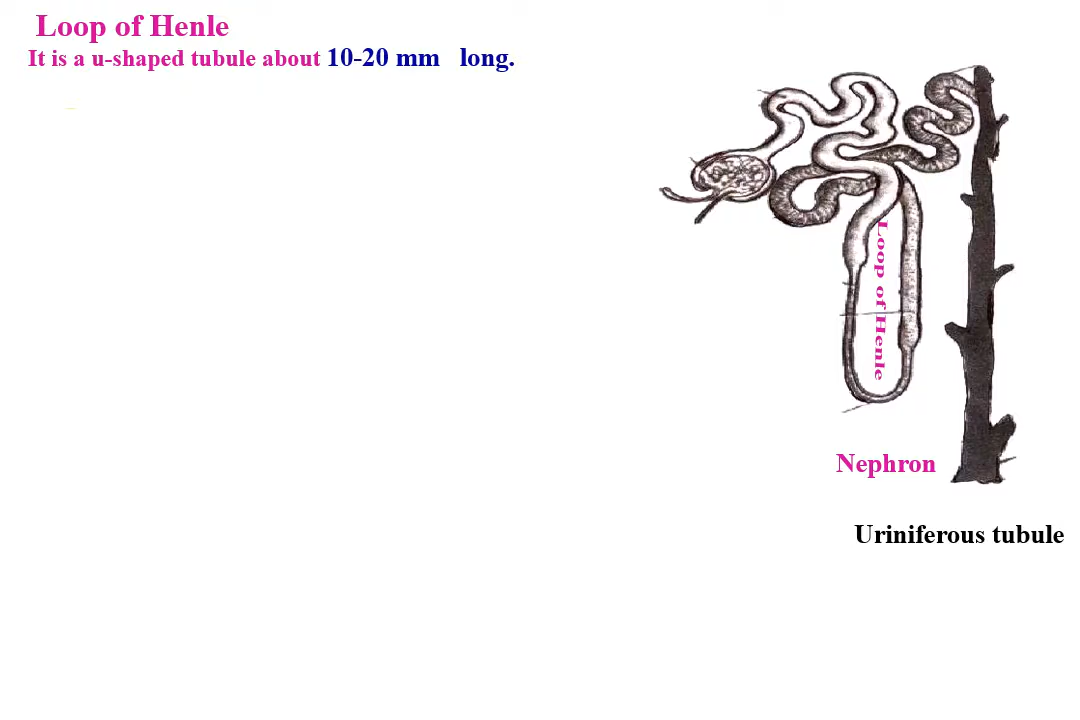 Loop of Henle
It is a u-shaped tubule about 10-20 mm long.
Loop of Henle
Nephron
Uriniferous tubule